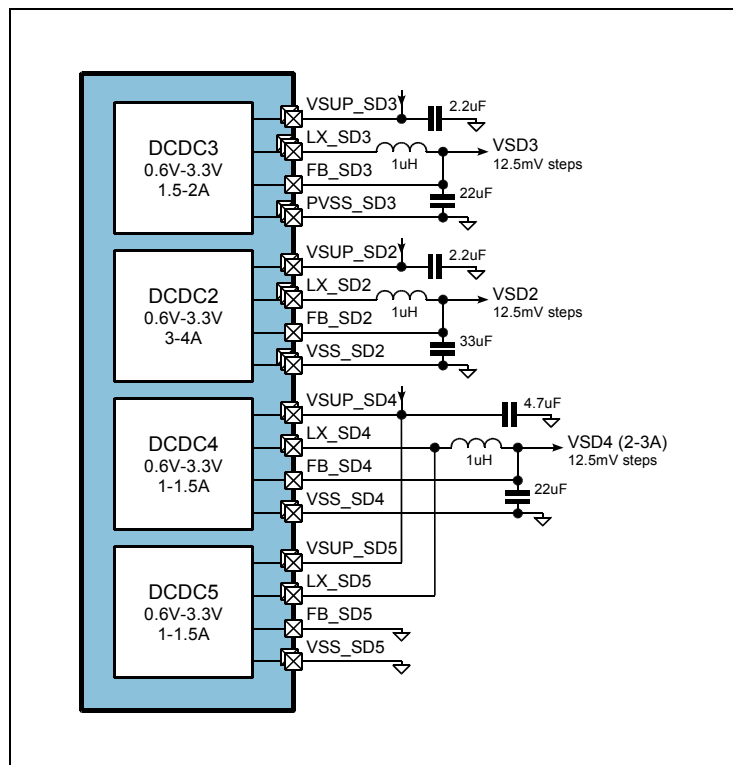 VSUP_SD3
2.2uF
DCDC3
0.6V-3.3V
1.5-2A
LX_SD3
1uH
VSD3
12.5mV steps
FB_SD3
22uF
PVSS_SD3
VSUP_SD2
2.2uF
DCDC2
0.6V-3.3V
3-4A
LX_SD2
1uH
VSD2
12.5mV steps
FB_SD2
33uF
VSS_SD2
VSUP_SD4
4.7uF
DCDC4
0.6V-3.3V
1-1.5A
LX_SD4
1uH
VSD4 (2-3A)
12.5mV steps
FB_SD4
22uF
VSS_SD4
VSUP_SD5
DCDC5
0.6V-3.3V
1-1.5A
LX_SD5
FB_SD5
VSS_SD5